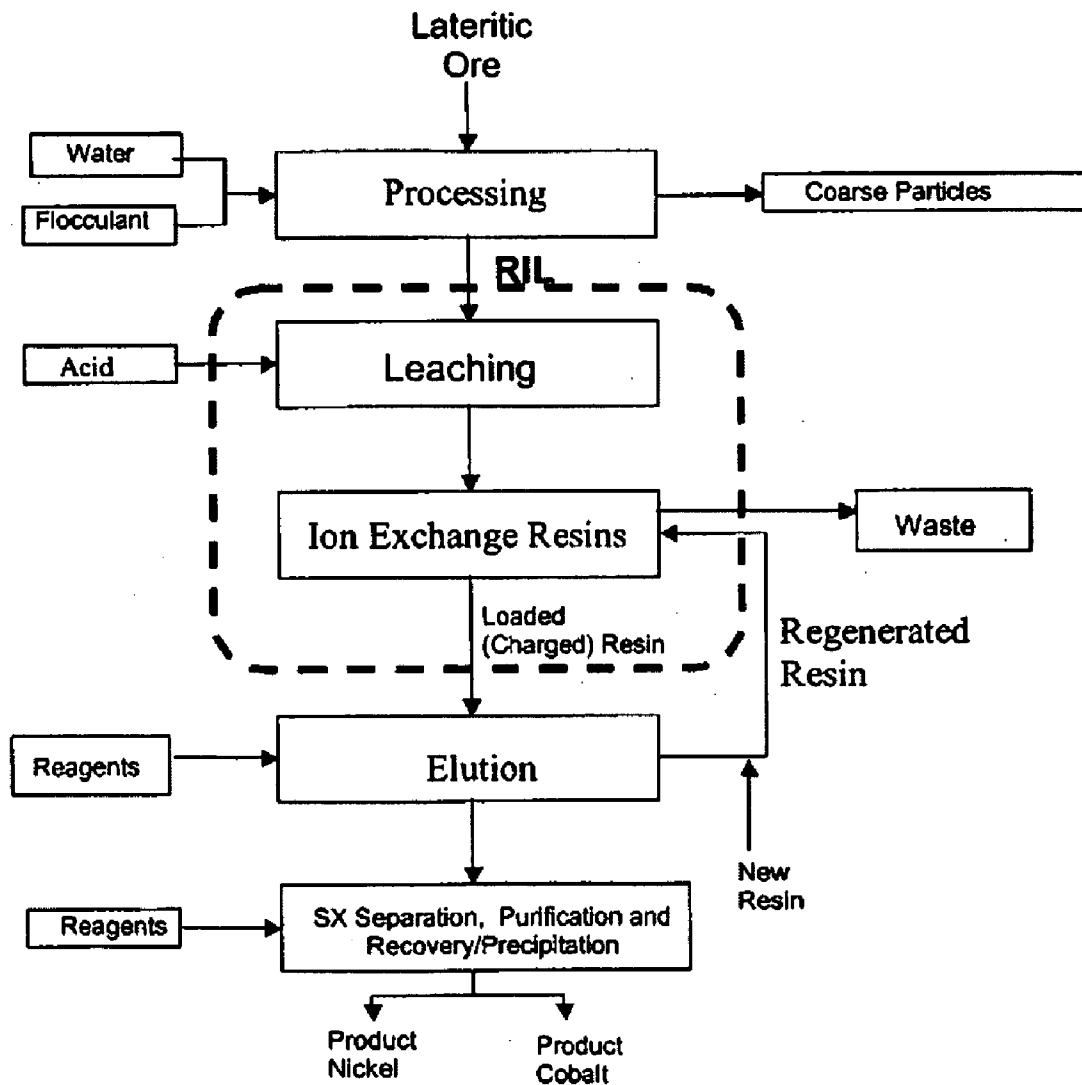 Lateritic
Ore
Water
Processing
Coarse Particles
Flocculant
RIL
Acid
Leaching
Ion Exchange Resins
Waste
Loaded
(Charged) Resin
Regenerated
Resin
Reagents
Elution
New
Resin
Reagents
SX Separation, Purification and
Recovery/Precipitation
Product
Nickel
Product
Cobalt